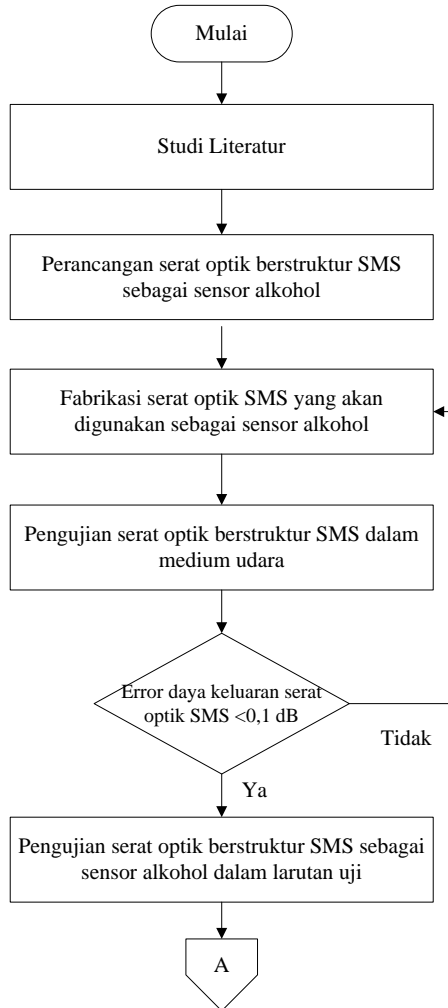 Mulai
Studi Literatur
Perancangan serat optik berstruktur SMS
sebagai sensor alkohol
Fabrikasi serat optik SMS yang akan
digunakan sebagai sensor alkohol
Pengujian serat optik berstruktur SMS dalam
medium udara
Error daya keluaran serat
optik SMS <0,1 dB
Tidak
Ya
Pengujian serat optik berstruktur SMS sebagai
sensor alkohol dalam larutan uji
A